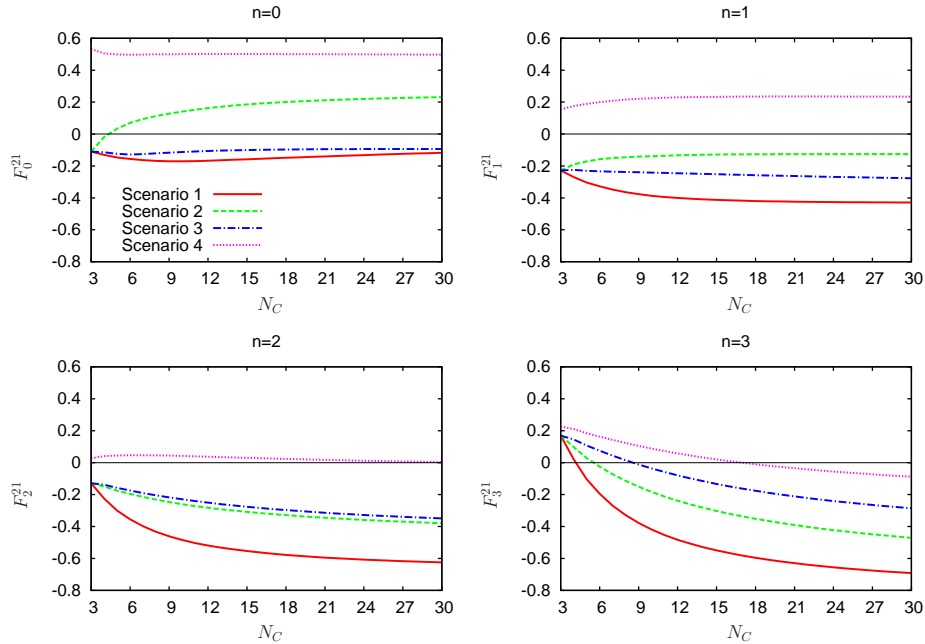 n=0
0.6
0.4
0.2
0
-0.2
-0.4
-0.6
-0.8
3 6 9 12 15 18 21 24 27 30
F_0^{21}
N_C
Scenario 1
Scenario 2
Scenario 3
Scenario 4
n=1
0.6
0.4
0.2
0
-0.2
-0.4
-0.6
-0.8
3 6 9 12 15 18 21 24 27 30
F_1^{21}
N_C
n=2
0.6
0.4
0.2
0
-0.2
-0.4
-0.6
-0.8
3 6 9 12 15 18 21 24 27 30
F_2^{21}
N_C
n=3
0.6
0.4
0.2
0
-0.2
-0.4
-0.6
-0.8
3 6 9 12 15 18 21 24 27 30
F_3^{21}
N_C